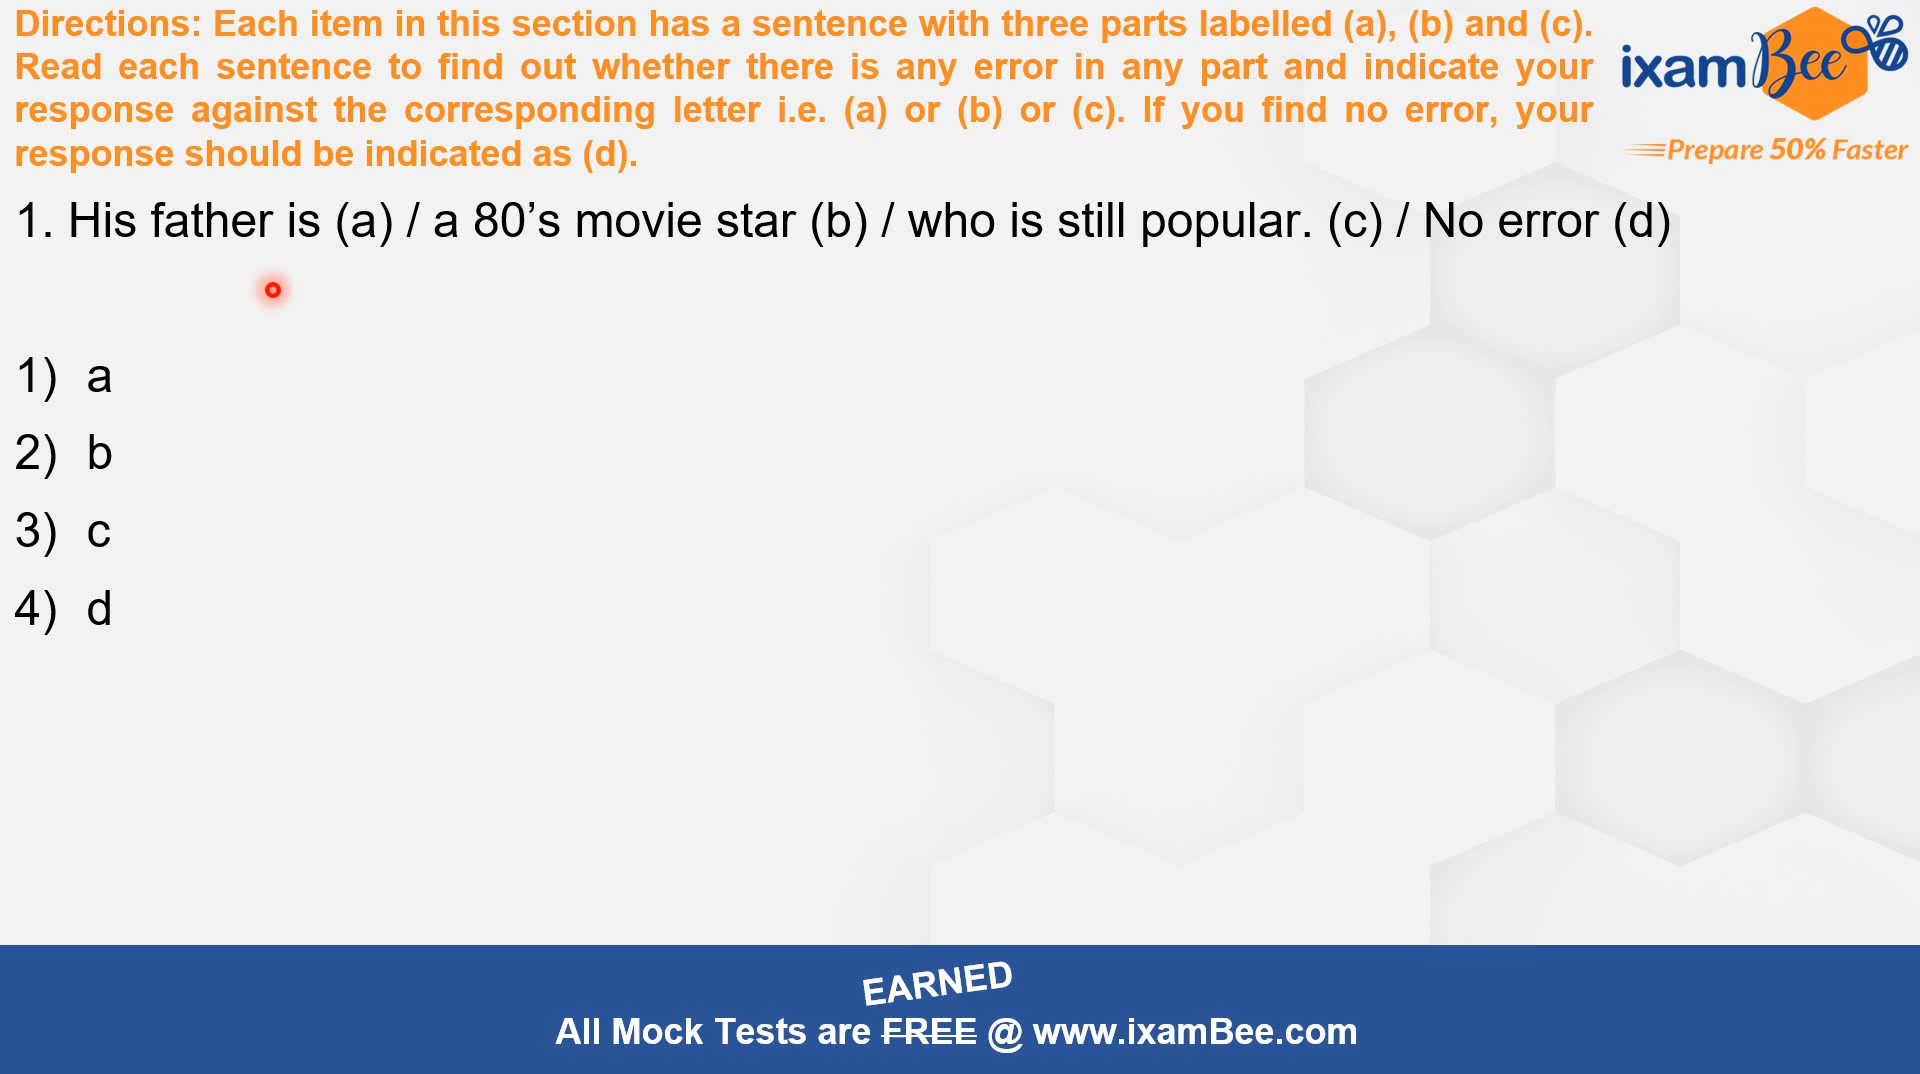 Directions: Each item in this section has a sentence with three parts labelled (a), (b) and (c).
Read each sentence to find out whether there is any error in any part and indicate your
response against the corresponding letter i.e. (a) or (b) or (c). If you find no error, your
response should be indicated as (d).
ixamBee
Prepare 50% Faster
1. His father is (a) / a 80’s movie star (b) / who is still popular. (c) / No error (d)
1) a
2) b
3) c
4) d
EARNED
All Mock Tests are FREE @ www.ixamBee.com